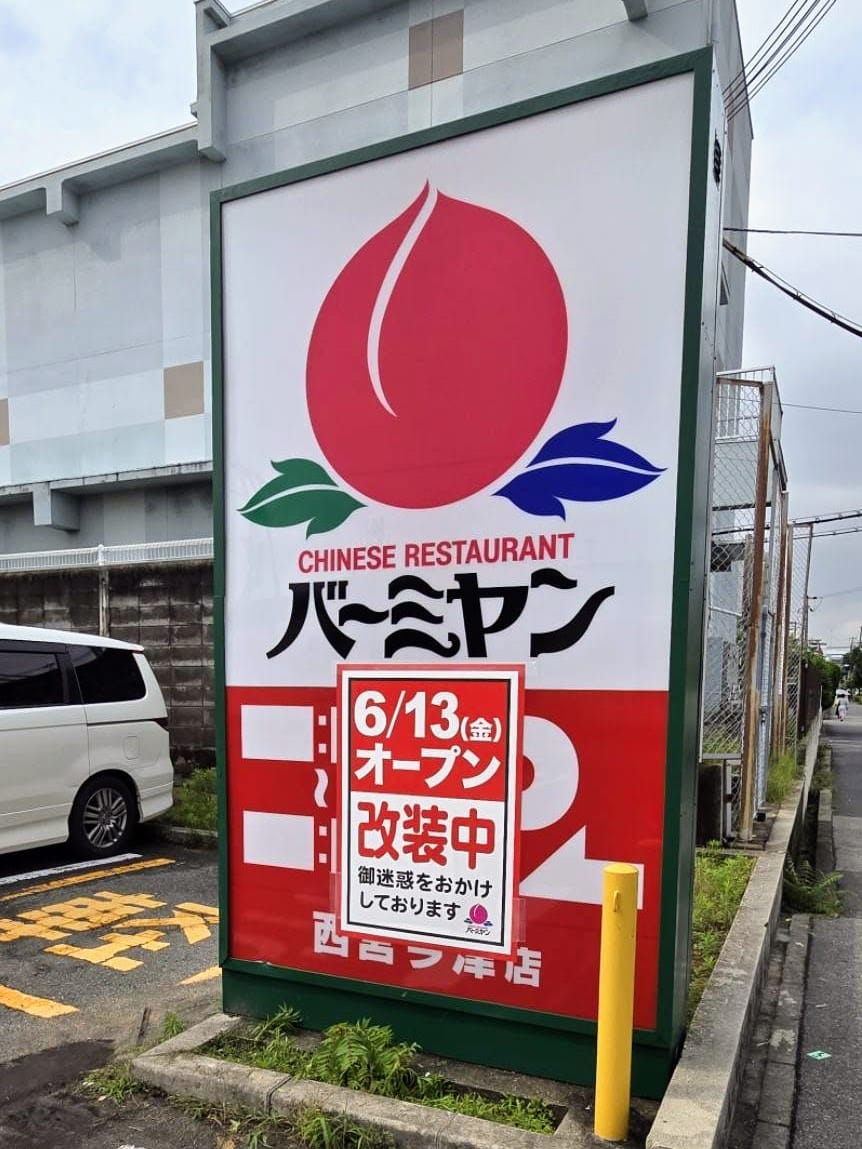 CHINESE RESTAURANT
バーミヤン
6/13(金)
オープン
改装中
御迷惑をおかけ
しております
バーミヤン
P
西宮今津店